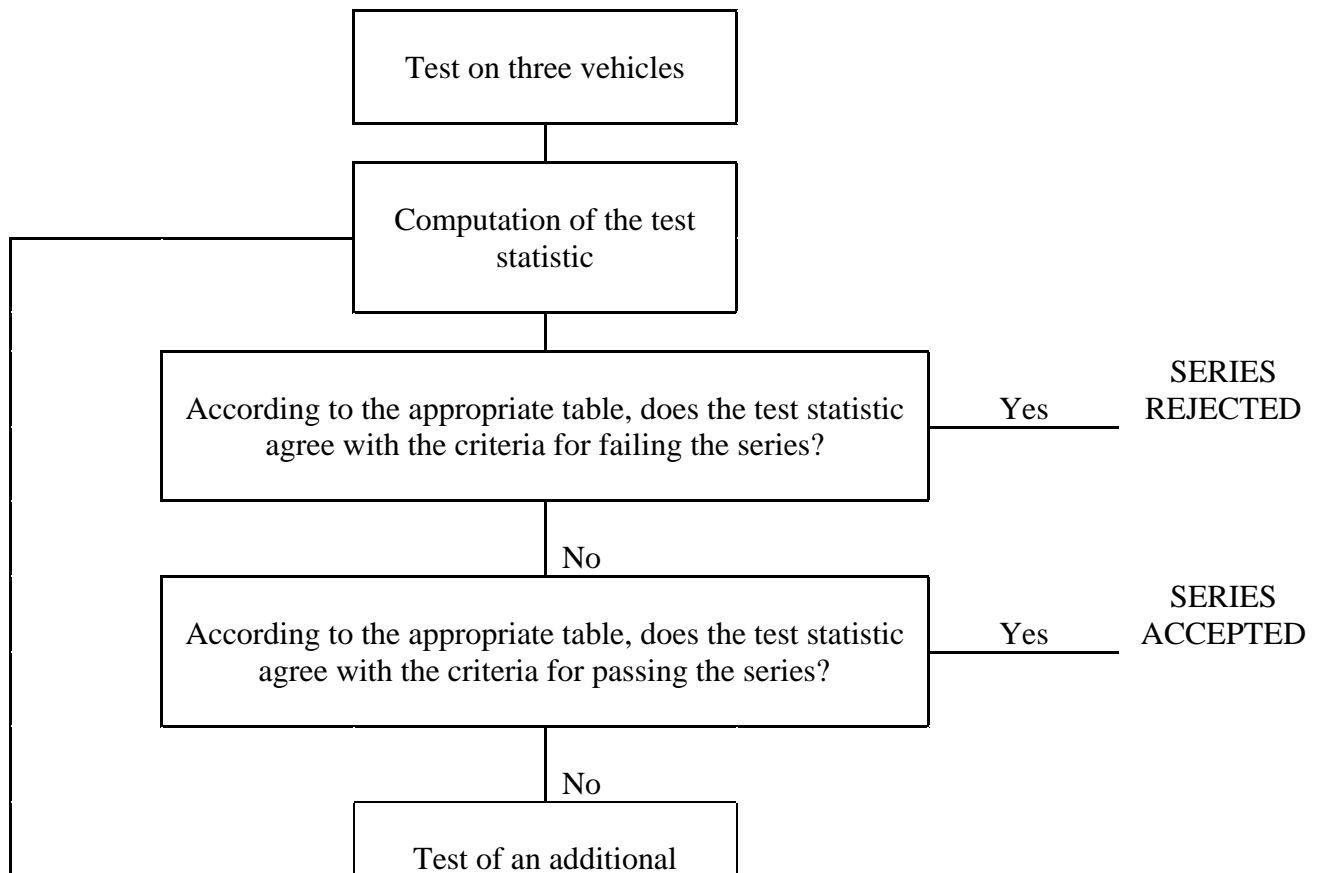 Test on three vehicles
Computation of the test
statistic
According to the appropriate table, does the test statistic
agree with the criteria for failing the series?
Yes
SERIES
REJECTED
No
According to the appropriate table, does the test statistic
agree with the criteria for passing the series?
Yes
SERIES
ACCEPTED
No
Test of an additional